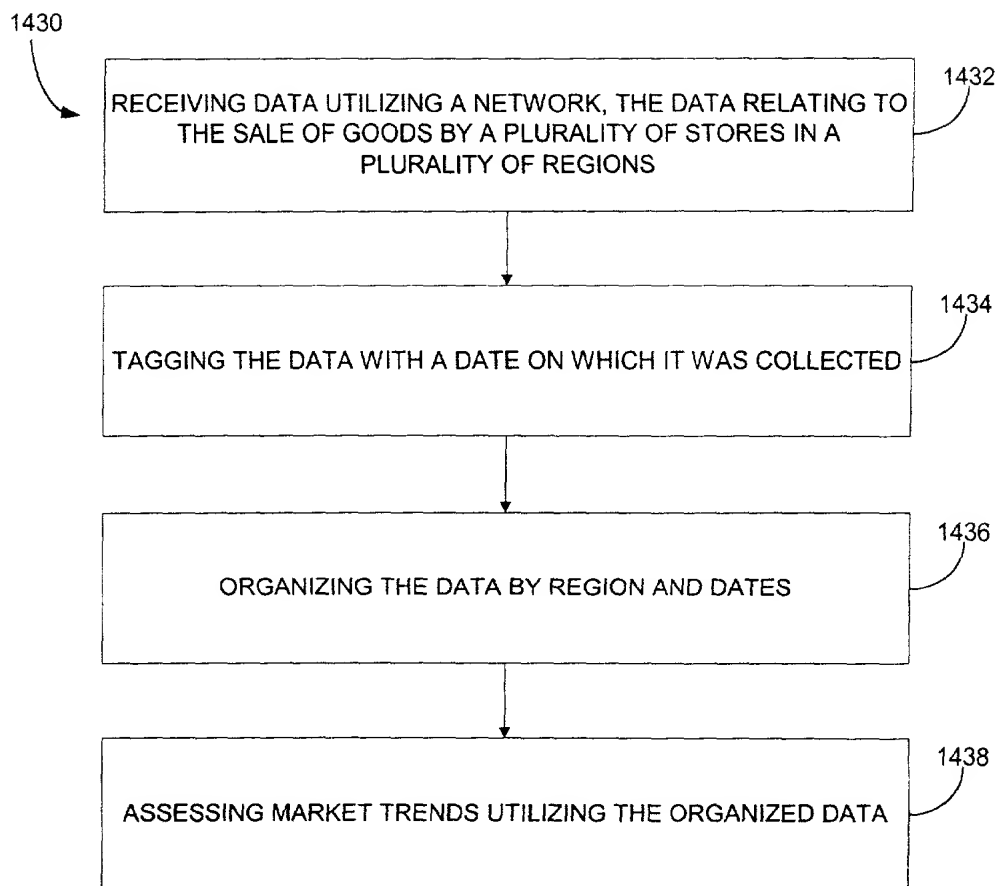 1430
1432
RECEIVING DATA UTILIZING A NETWORK, THE DATA RELATING TO
THE SALE OF GOODS BY A PLURALITY OF STORES IN A
PLURALITY OF REGIONS
1434
TAGGING THE DATA WITH A DATE ON WHICH IT WAS COLLECTED
1436
ORGANIZING THE DATA BY REGION AND DATES
1438
ASSESSING MARKET TRENDS UTILIZING THE ORGANIZED DATA